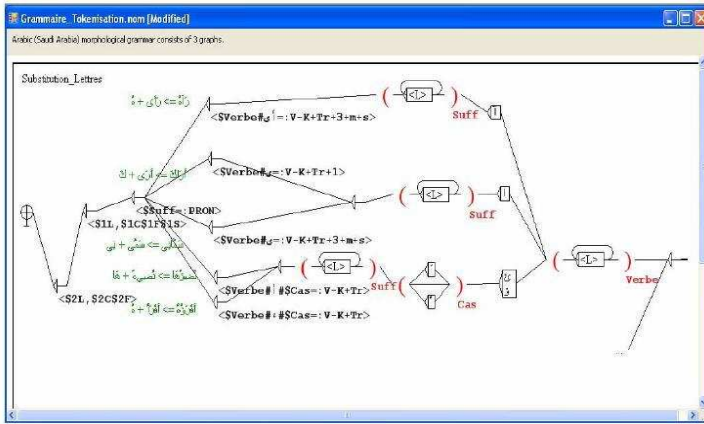 Grammaire_Tokenisation.nom [Modified]
Arabic (Saudi Arabia) morphological grammar consists of 3 graphs.
Substitution_Lettres
رَآهُ <= رَأَى + هُ
<$Verbe#أى=:V-K+Tr+3+m+s>
( <L> )
Suff
ا
<$Verbe#ى=:V-K+Tr+1>
<$Suff=:PRON>
<$1L,$1C$1F$1S>
<$Verbe#ى=:V-K+Tr+3+m+s>
( <L> )
Suff
ا
<$Verbe#أ#$Cas=:V-K+Tr>
<$Verbe#ء#$Cas=:V-K+Tr>
( <L> )
Suff
( )
Cas
ئ
ؤ
( <L> )
Verbe
<$2L,$2C$2F>